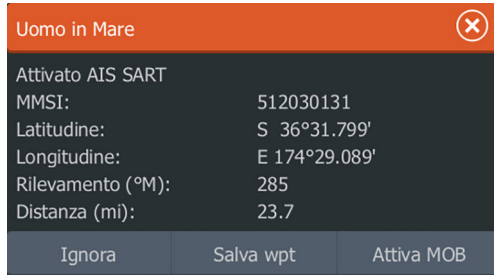 Uomo in Mare
Attivato AIS SART
MMSI: 512030131
Latitudine: S 36°31.799'
Longitudine: E 174°29.089'
Rilevamento (°M): 285
Distanza (mi): 23.7
Ignora Salva wpt Attiva MOB